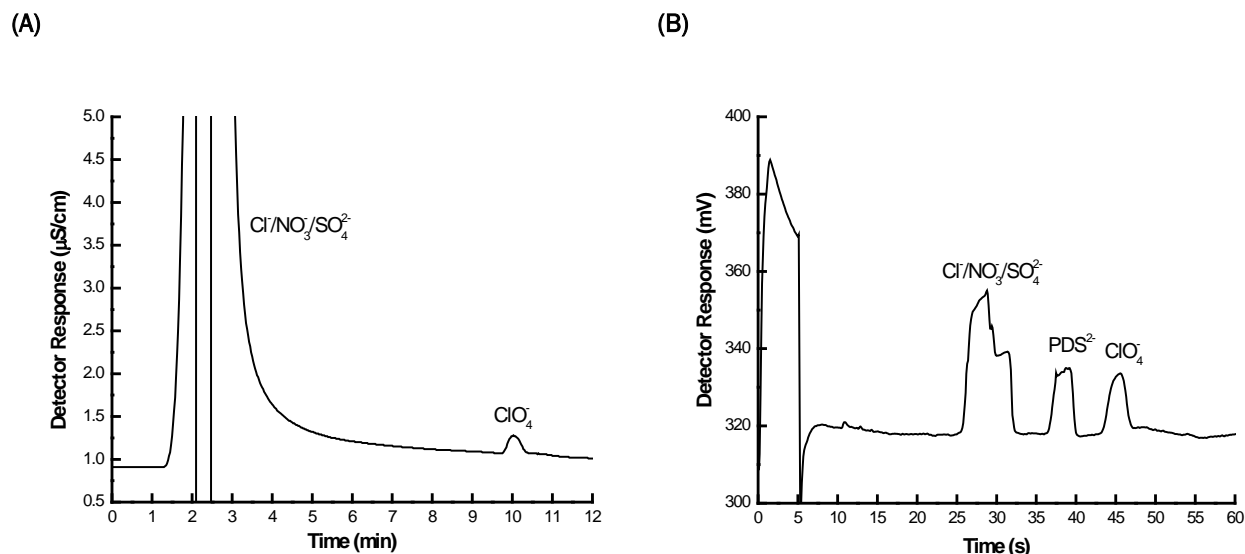 (A)
(B)
Detector Response (µS/cm)
5.0
4.5
4.0
3.5
3.0
2.5
2.0
1.5
1.0
0.5
Cl⁻/NO₃⁻/SO₄²⁻
ClO₄⁻
0 1 2 3 4 5 6 7 8 9 10 11 12
Time (min)
Detector Response (mV)
400
380
360
340
320
300
Cl⁻/NO₃⁻/SO₄²⁻
PDS²⁻
ClO₄⁻
0 5 10 15 20 25 30 35 40 45 50 55 60
Time (s)